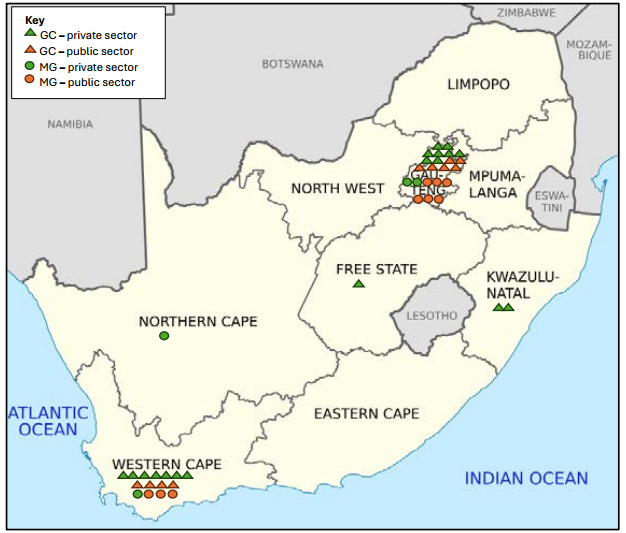 Key
GC – private sector
GC – public sector
MG – private sector
MG – public sector
ZIMBABWE
MOZAM-
BIQUE
BOTSWANA
LIMPOPO
NAMIBIA
GAU-
TENG
NORTH WEST
MPUMA-
LANGA
ESWA-
TINI
FREE STATE
KWAZULU-
NATAL
LESOTHO
NORTHERN CAPE
ATLANTIC
OCEAN
EASTERN CAPE
WESTERN CAPE
INDIAN OCEAN